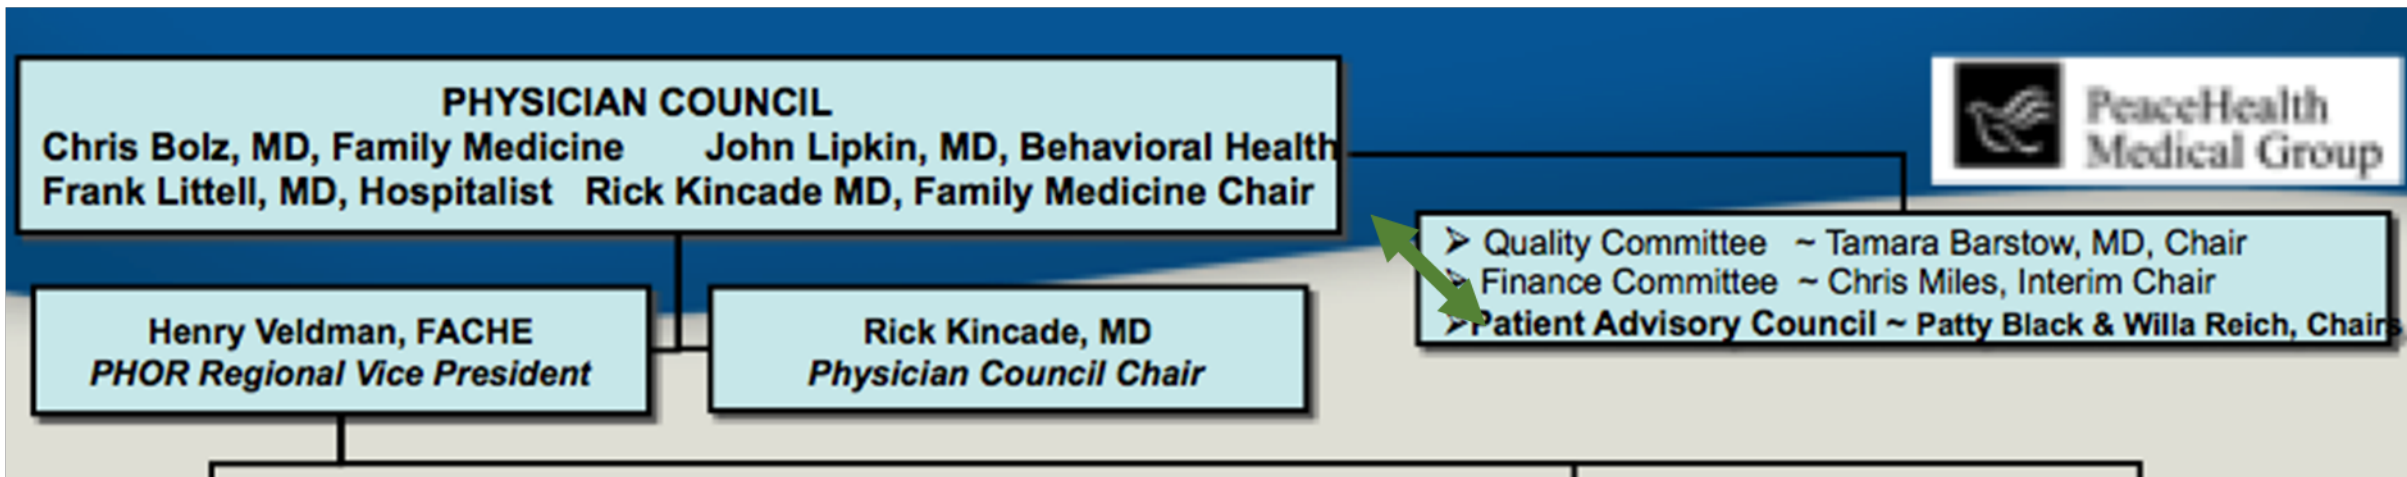 PHYSICIAN COUNCIL
Chris Bolz, MD, Family Medicine John Lipkin, MD, Behavioral Health
Frank Littell, MD, Hospitalist Rick Kincade MD, Family Medicine Chair
PeaceHealth
Medical Group
➢ Quality Committee ~ Tamara Barstow, MD, Chair
➢ Finance Committee ~ Chris Miles, Interim Chair
➢Patient Advisory Council ~ Patty Black & Willa Reich, Chairs
Henry Veldman, FACHE
PHOR Regional Vice President
Rick Kincade, MD
Physician Council Chair